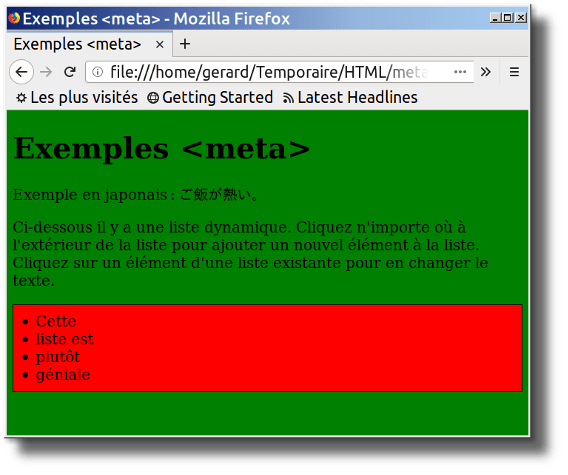 Exemples <meta> - Mozilla Firefox
Exemples <meta> × +
file:///home/gerard/Temporaire/HTML/meta
Les plus visités Getting Started Latest Headlines
Exemples <meta>
Exemple en japonais : ご飯が熱い。
Ci-dessous il y a une liste dynamique. Cliquez n'importe où à
l'extérieur de la liste pour ajouter un nouvel élément à la liste.
Cliquez sur un élément d'une liste existante pour en changer le
texte.
• Cette
• liste est
• plutôt
• géniale